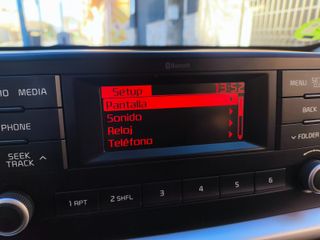 Bluetooth
Setup 13:52
Pantalla
Sonido
Reloj
Teléfono
MEDIA
PHONE
SEEK
TRACK
MENU
BACK
FOLDER
1 RPT
2 SHFL
3
4
5
6